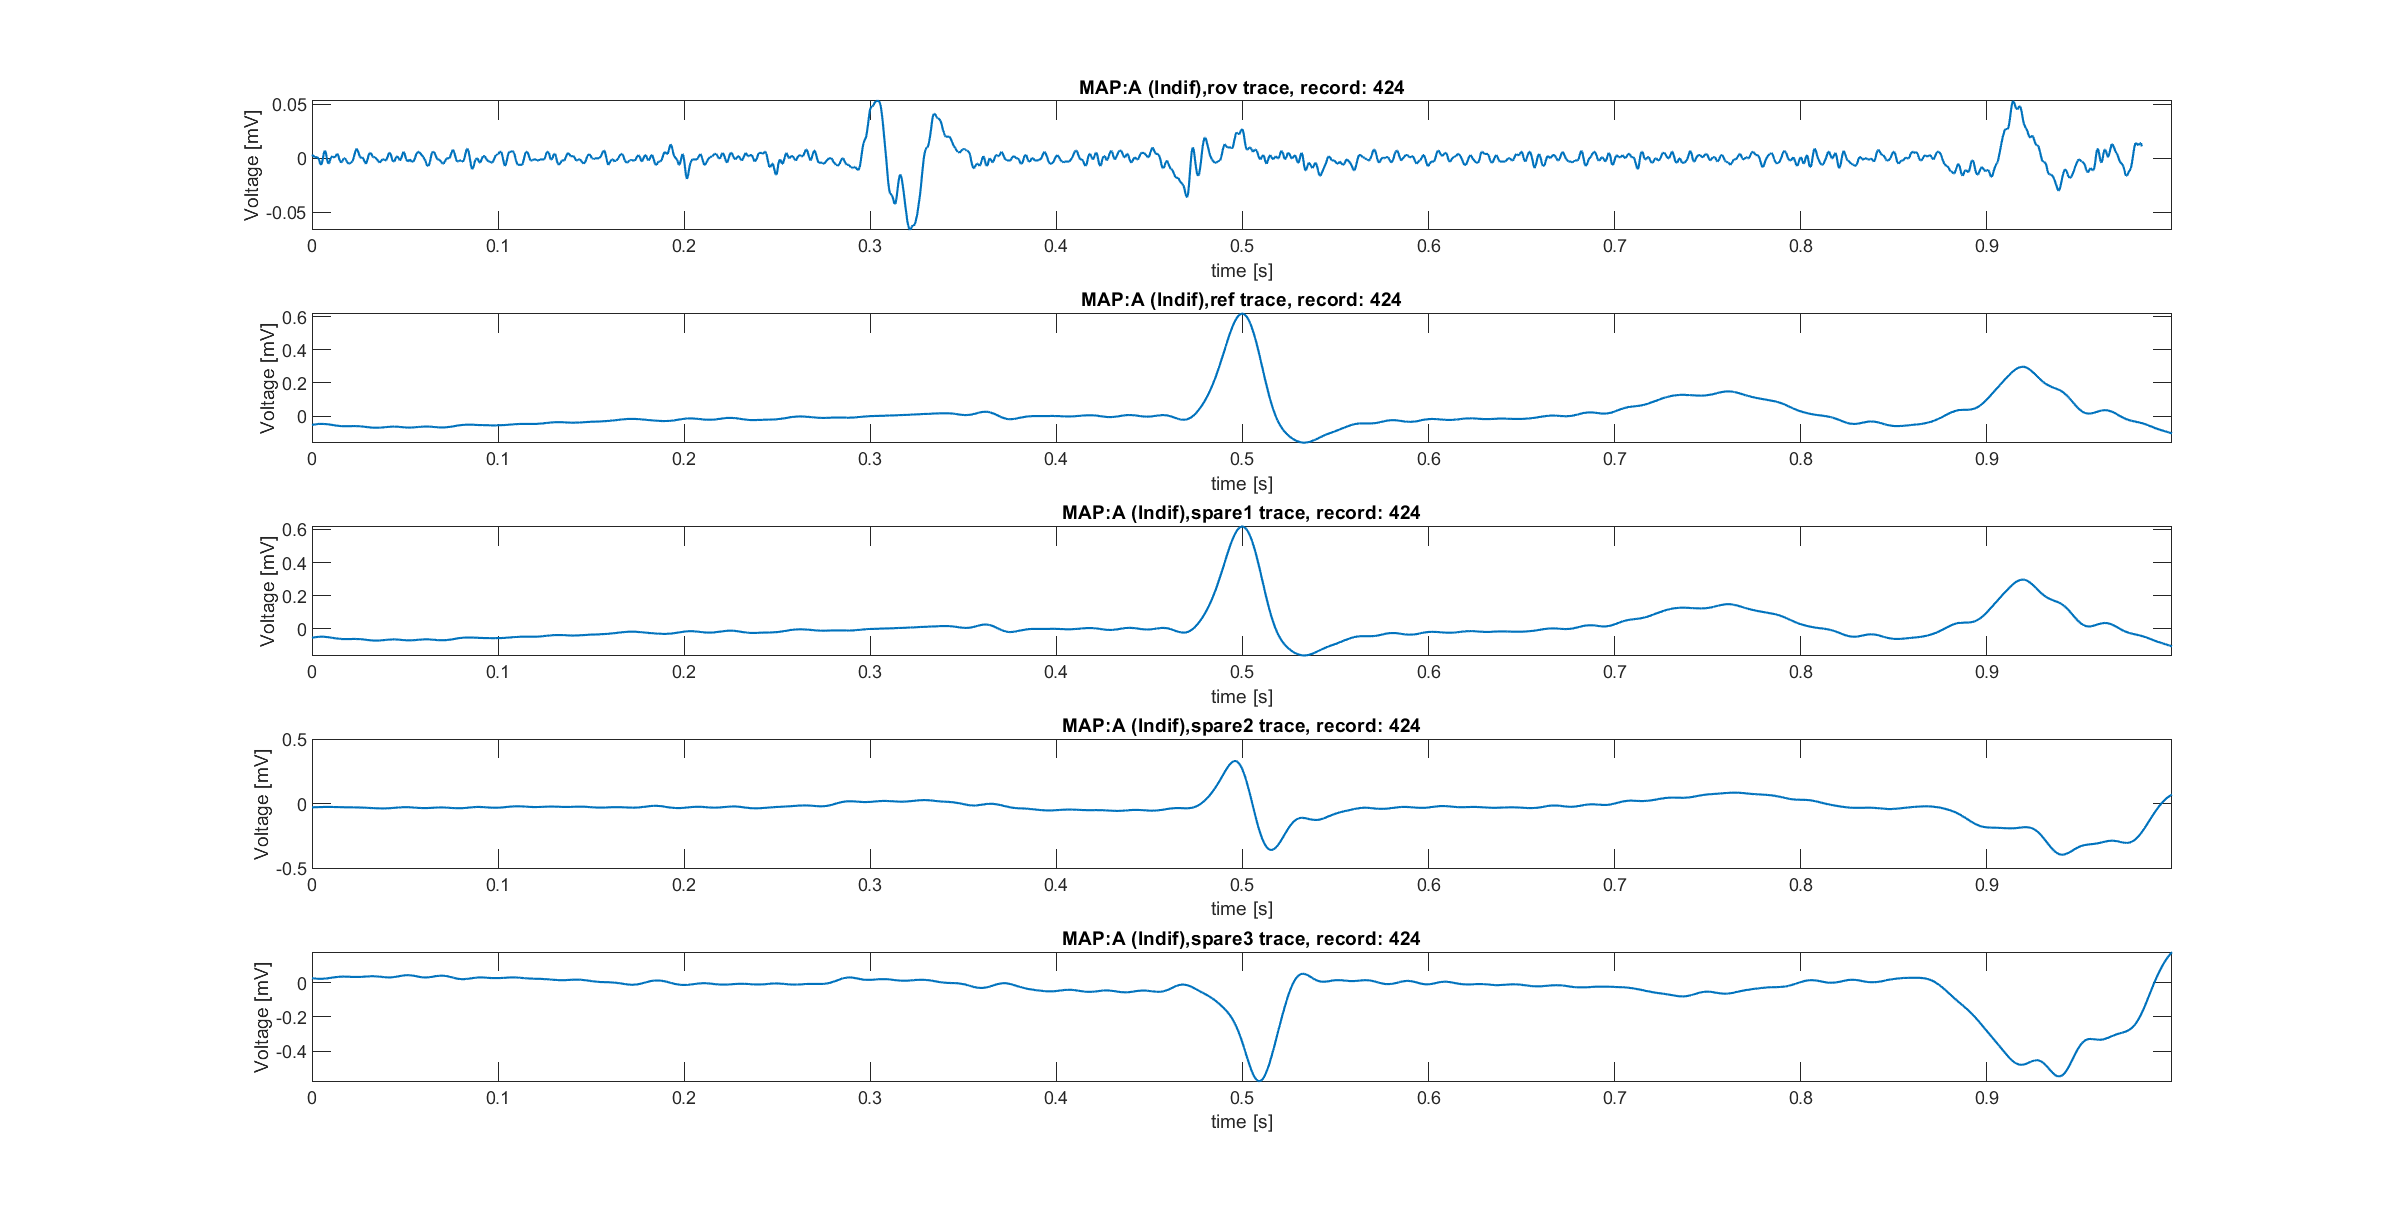 MAP:A (Indif),rov trace, record: 424
Voltage [mV]
0.05
0
-0.05
0 0.1 0.2 0.3 0.4 0.5 0.6 0.7 0.8 0.9
time [s]
MAP:A (Indif),ref trace, record: 424
Voltage [mV]
0.6
0.4
0.2
0
0 0.1 0.2 0.3 0.4 0.5 0.6 0.7 0.8 0.9
time [s]
MAP:A (Indif),spare1 trace, record: 424
Voltage [mV]
0.6
0.4
0.2
0
0 0.1 0.2 0.3 0.4 0.5 0.6 0.7 0.8 0.9
time [s]
MAP:A (Indif),spare2 trace, record: 424
Voltage [mV]
0.5
0
-0.5
0 0.1 0.2 0.3 0.4 0.5 0.6 0.7 0.8 0.9
time [s]
MAP:A (Indif),spare3 trace, record: 424
Voltage [mV]
0
-0.2
-0.4
0 0.1 0.2 0.3 0.4 0.5 0.6 0.7 0.8 0.9
time [s]